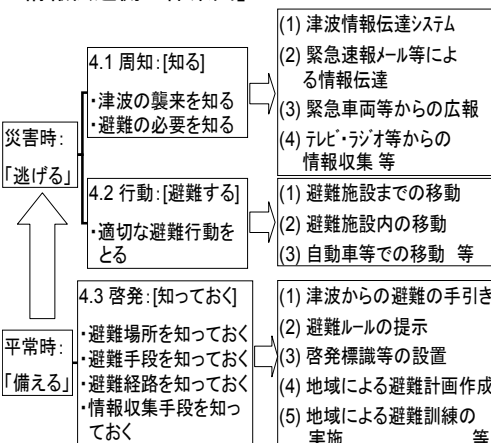 災害時:
「逃げる」
4.1 周知:[知る]
・津波の襲来を知る
・避難の必要を知る
(1) 津波情報伝達システム
(2) 緊急速報メール等によ
る情報伝達
(3) 緊急車両等からの広報
(4) テレビ・ラジオ等からの
情報収集 等
4.2 行動:[避難する]
・適切な避難行動を
とる
(1) 避難施設までの移動
(2) 避難施設内の移動
(3) 自動車等での移動 等
平常時:
「備える」
4.3 啓発:[知っておく]
・避難場所を知っておく
・避難手段を知っておく
・避難経路を知っておく
・情報収集手段を知っ
ておく
(1) 津波からの避難の手引き
(2) 避難ルールの提示
(3) 啓発標識等の設置
(4) 地域による避難計画作成
(5) 地域による避難訓練の
実施 等